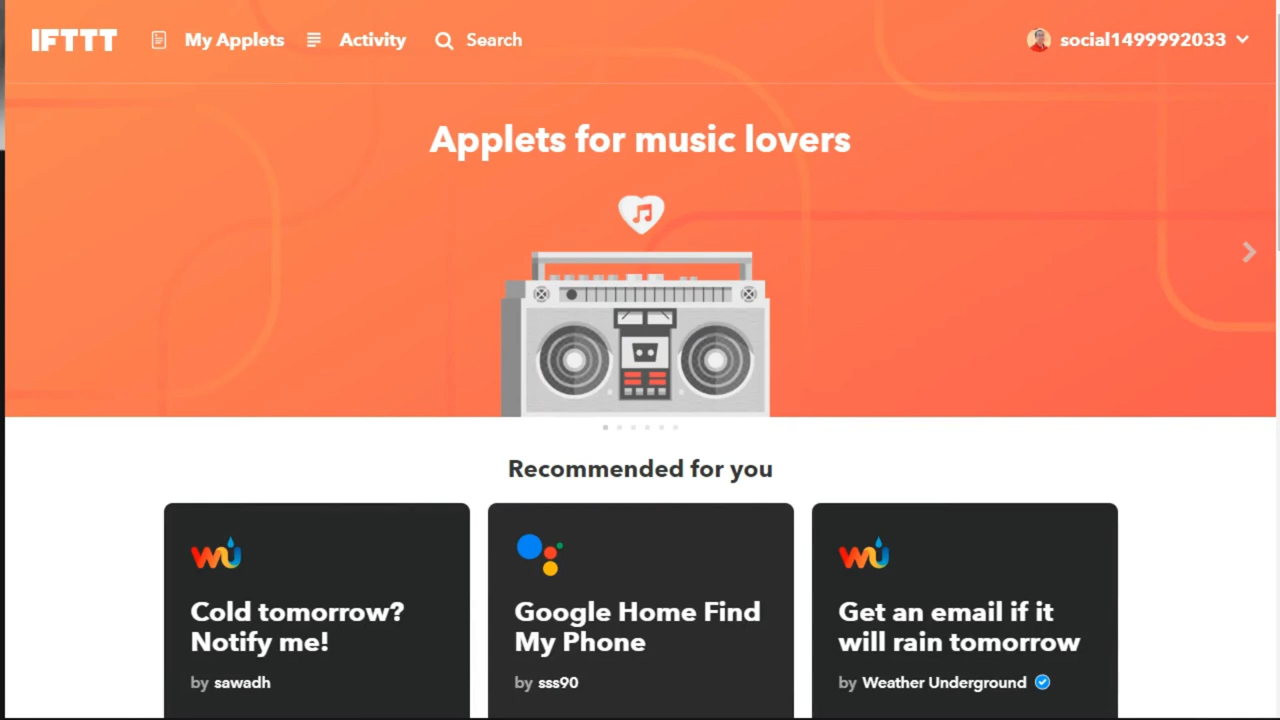 IFTTT My Applets Activity Search social1499992033
Applets for music lovers
Recommended for you
Cold tomorrow?
Notify me!
by sawadh
Google Home Find
My Phone
by sss90
Get an email if it
will rain tomorrow
by Weather Underground